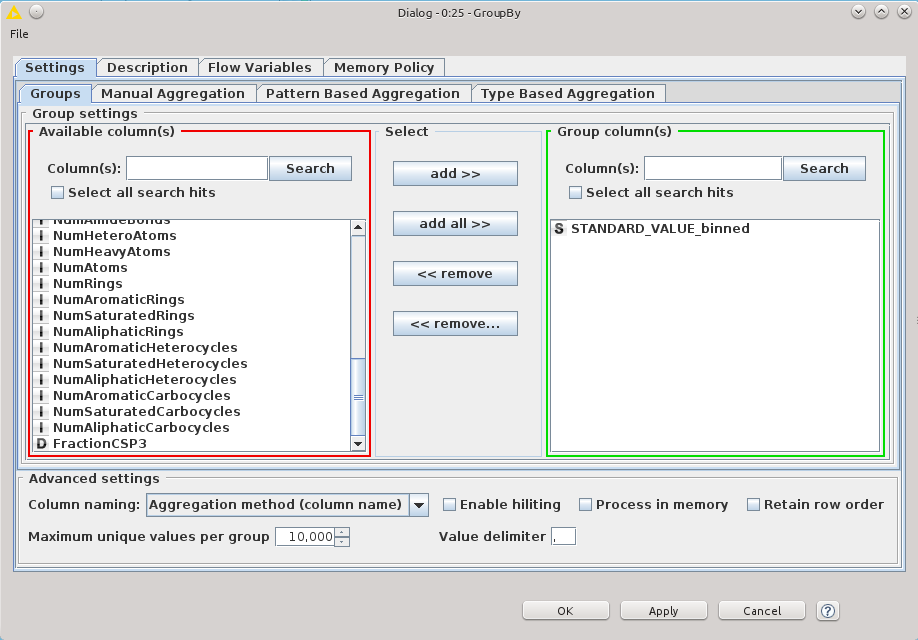 Dialog - 0:25 - GroupBy
File
Settings Description Flow Variables Memory Policy
Groups Manual Aggregation Pattern Based Aggregation Type Based Aggregation
Group settings
Available column(s)
Column(s): Search
Select all search hits
I NumAmideBonds
I NumHeteroAtoms
I NumHeavyAtoms
I NumAtoms
I NumRings
I NumAromaticRings
I NumSaturatedRings
I NumAliphaticRings
I NumAromaticHeterocycles
I NumSaturatedHeterocycles
I NumAliphaticHeterocycles
I NumAromaticCarbocycles
I NumSaturatedCarbocycles
I NumAliphaticCarbocycles
D FractionCSP3
Select
add >>
add all >>
<< remove
<< remove...
Group column(s)
Column(s): Search
Select all search hits
S STANDARD_VALUE_binned
Advanced settings
Column naming: Aggregation method (column name) Enable hiliting Process in memory Retain row order
Maximum unique values per group 10,000 Value delimiter ,
OK Apply Cancel ?